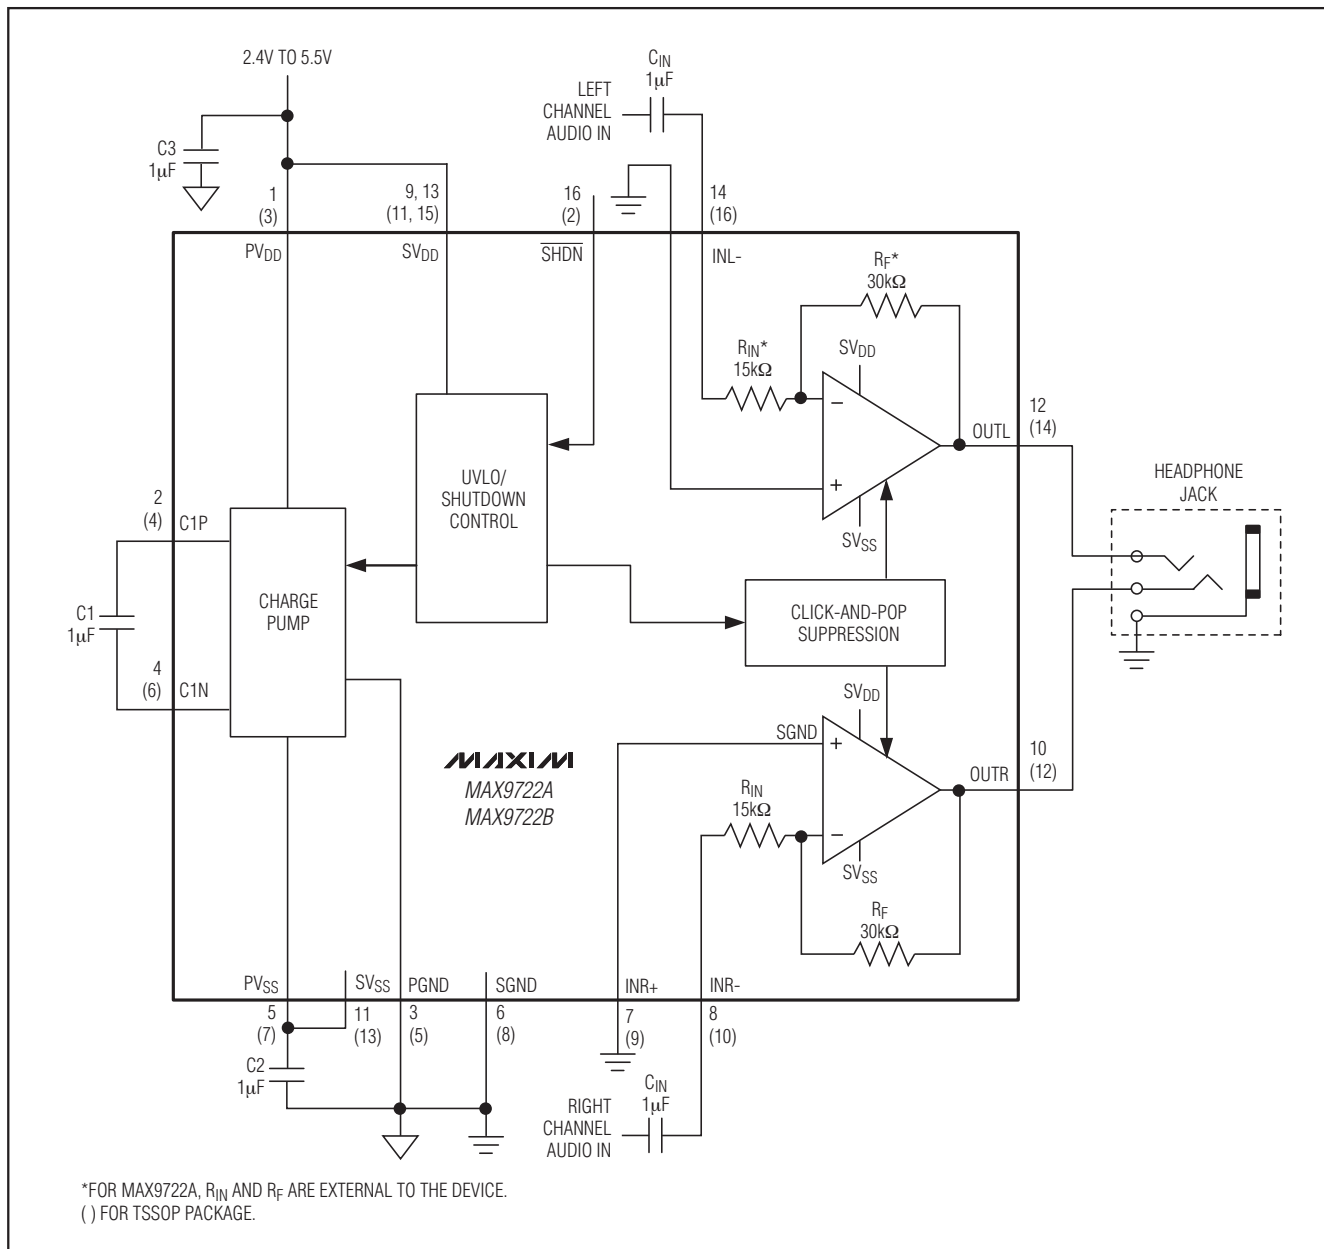 2.4V TO 5.5V
C3
1µF
1
(3)
9, 13
(11, 15)
16
(2)
LEFT
CHANNEL
AUDIO IN
CIN
1µF
14
(16)
PVDD
SVDD
SHDN
INL-
RF*
30kΩ
RIN*
15kΩ
SVDD
−
+
SVSS
OUTL
12
(14)
HEADPHONE
JACK
UVLO/
SHUTDOWN
CONTROL
2
(4)
C1P
C1
1µF
CHARGE
PUMP
4
(6)
C1N
CLICK-AND-POP
SUPPRESSION
MAXIM
MAX9722A
MAX9722B
SVDD
SGND
+
−
RIN
15kΩ
SVSS
OUTR
10
(12)
RF
30kΩ
PVSS
SVSS
PGND
SGND
INR+
INR-
5
(7)
11
(13)
3
(5)
6
(8)
7
(9)
8
(10)
C2
1µF
RIGHT
CHANNEL
AUDIO IN
CIN
1µF
*FOR MAX9722A, RIN AND RF ARE EXTERNAL TO THE DEVICE.
( ) FOR TSSOP PACKAGE.